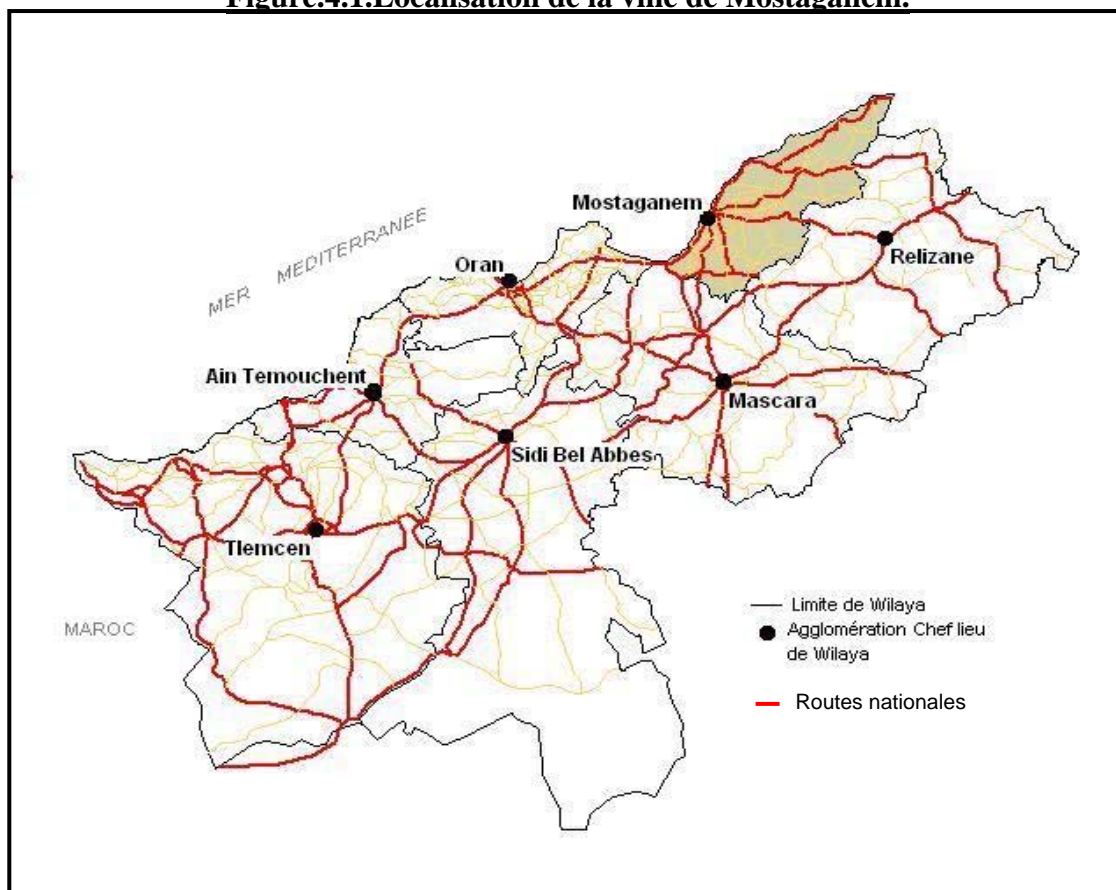 Figure.4.1.Localisation de la ville de Mostaganem.
Mostaganem
MER MEDITERRANEE
Oran
Relizane
Ain Temouchent
Mascara
Sidi Bel Abbes
Tlemcen
MAROC
Limite de Wilaya
Agglomération Chef lieu
de Wilaya
Routes nationales